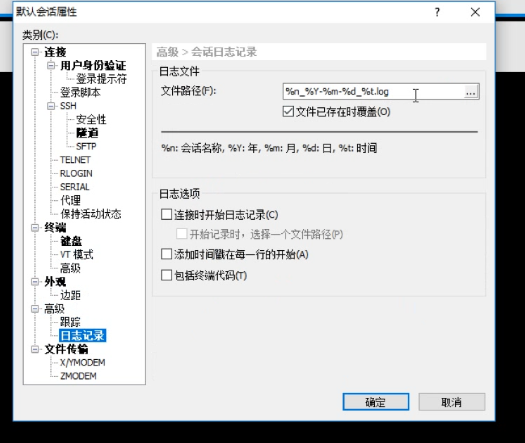 默认会话属性
?
×
类别(C):
连接
用户身份验证
登录提示符
登录脚本
SSH
安全性
隧道
SFTP
TELNET
RLOGIN
SERIAL
代理
保持活动状态
终端
键盘
VT 模式
高级
外观
边距
高级
跟踪
日志记录
文件传输
X/YMODEM
ZMODEM
高级 > 会话日志记录
日志文件
文件路径(F): %n_%Y-%m-%d_%t.log ...
文件已存在时覆盖(O)
%n: 会话名称, %Y: 年, %m: 月, %d: 日, %t: 时间
日志选项
连接时开始日志记录(C)
开始记录时，选择一个文件路径(P)
添加时间戳在每一行的开始(A)
包括终端代码(T)
确定 取消